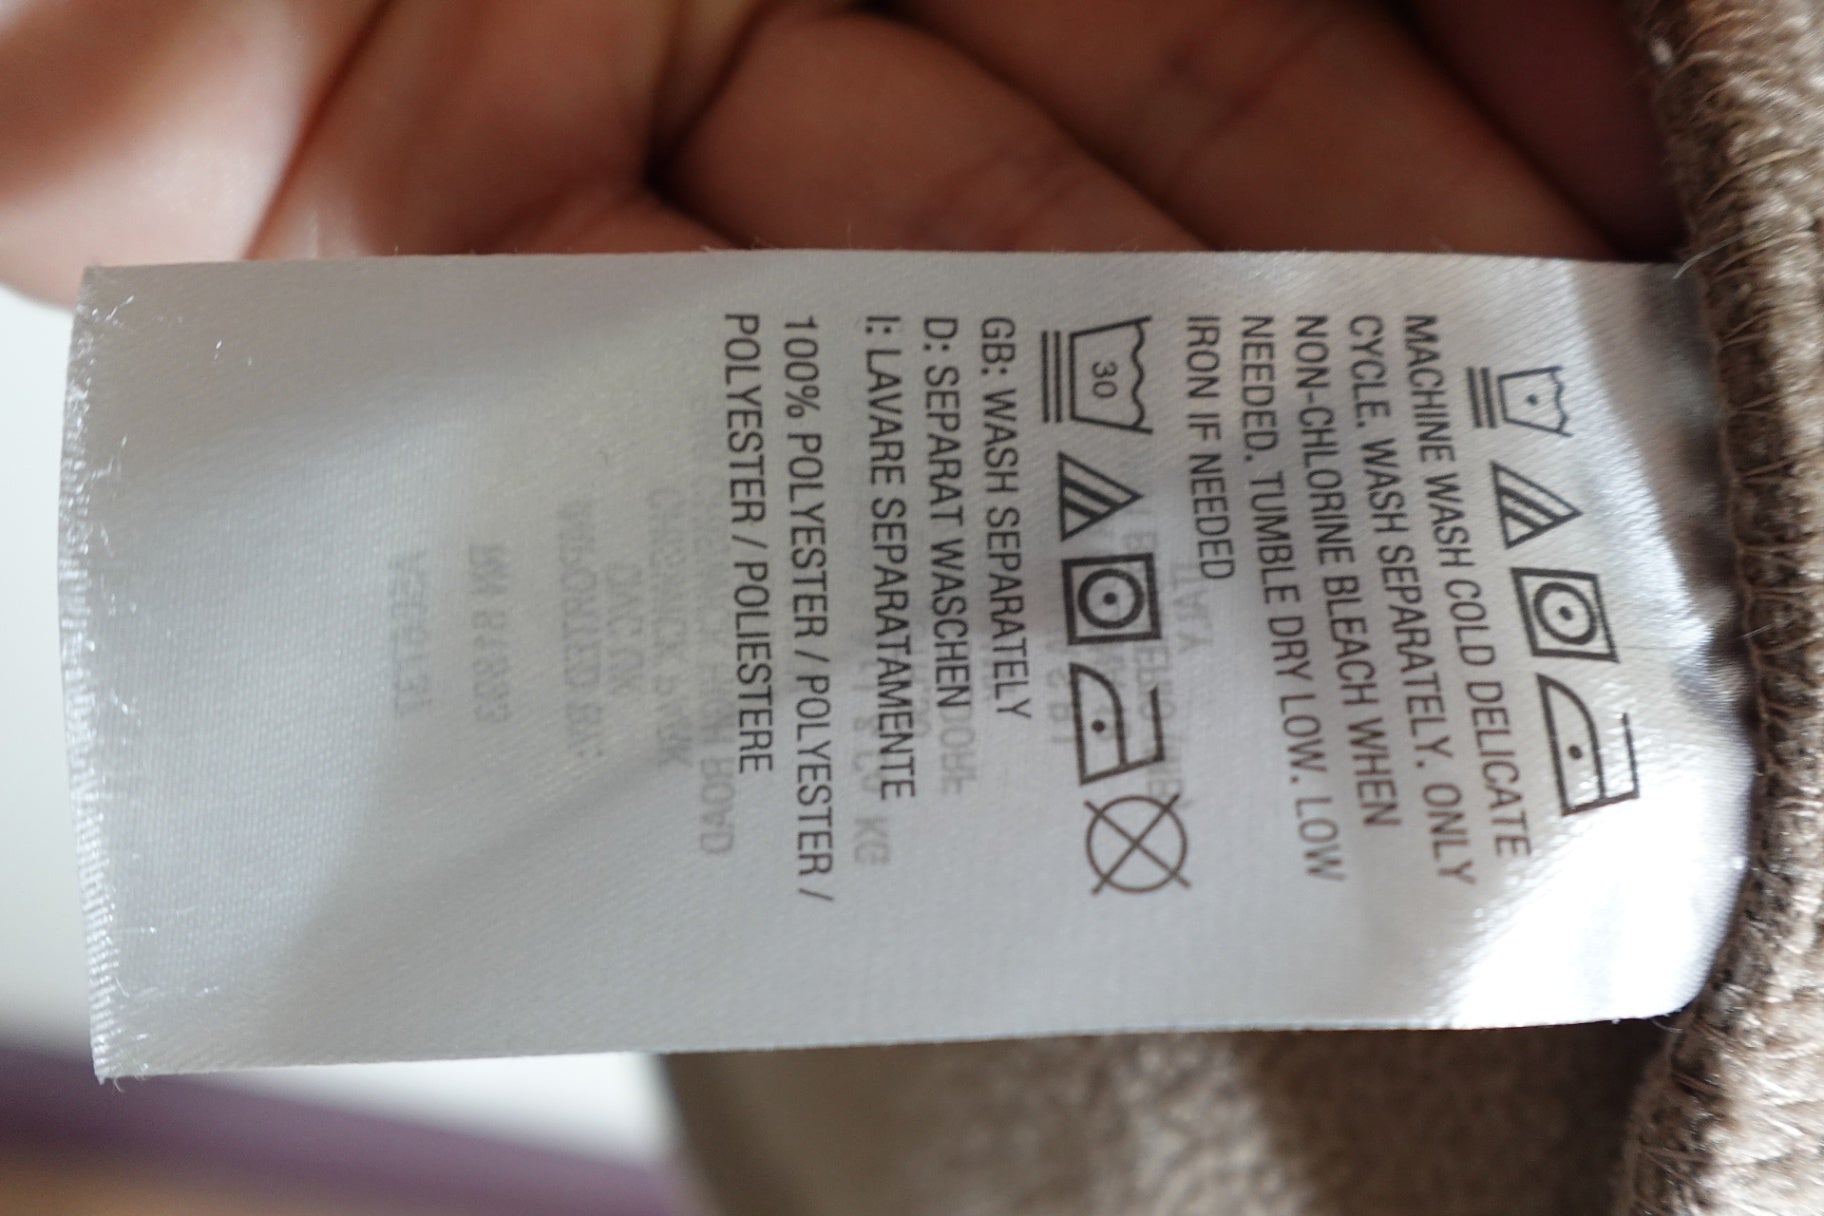 MACHINE WASH COLD DELICATE
CYCLE. WASH SEPARATELY. ONLY
NON-CHLORINE BLEACH WHEN
NEEDED. TUMBLE DRY LOW. LOW
IRON IF NEEDED
30
GB: WASH SEPARATELY
D: SEPARAT WASCHEN
I: LAVARE SEPARATAMENTE
100% POLYESTER / POLYESTER /
POLYESTER / POLIESTERE